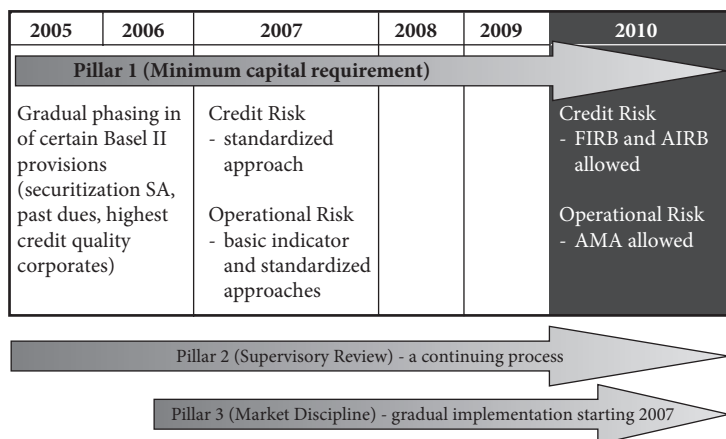 2005 2006 2007 2008 2009 2010
Pillar 1 (Minimum capital requirement)
Gradual phasing in
of certain Basel II
provisions
(securitization SA,
past dues, highest
credit quality
corporates)
Credit Risk
- standardized
approach
Operational Risk
- basic indicator
and standardized
approaches
Credit Risk
- FIRB and AIRB
allowed
Operational Risk
- AMA allowed
Pillar 2 (Supervisory Review) - a continuing process
Pillar 3 (Market Discipline) - gradual implementation starting 2007